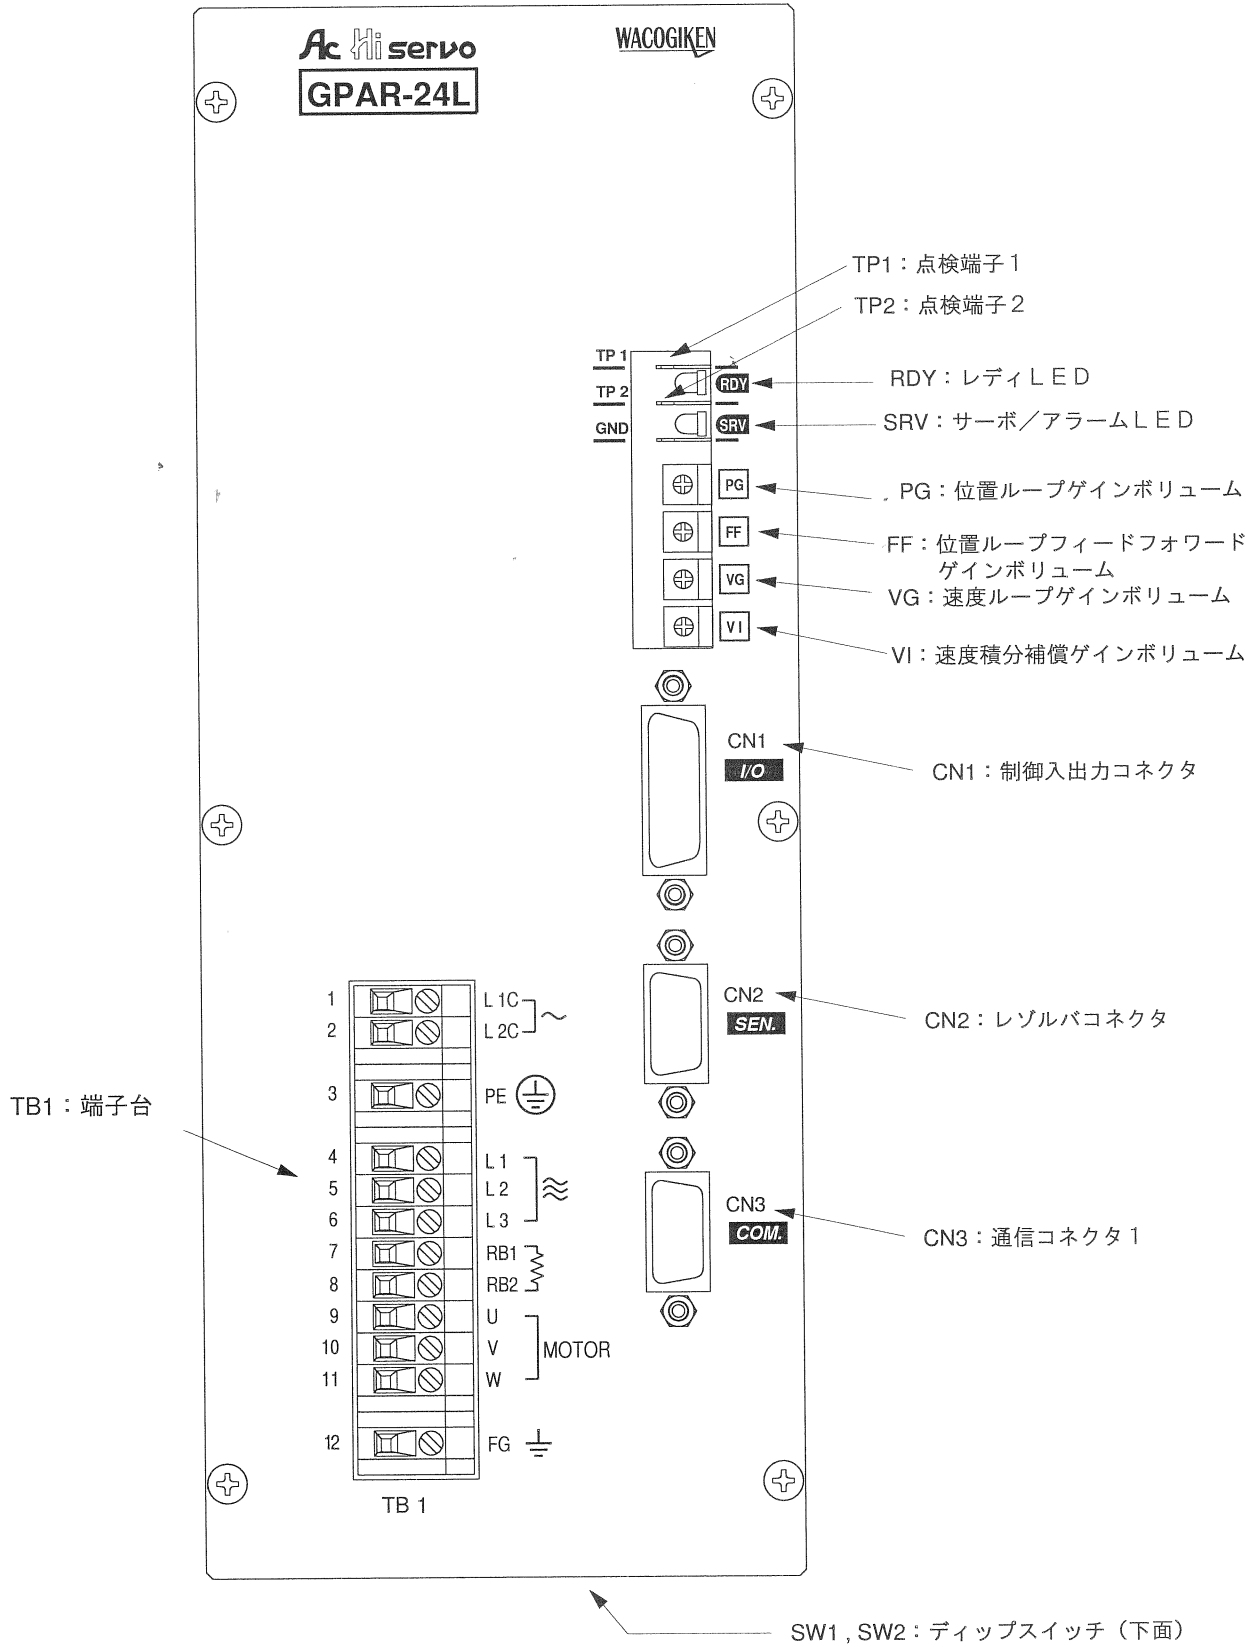 Ac Hi servo
WACOGIKEN
GPAR-24L
TP1：点検端子1
TP2：点検端子2
TP 1
TP 2
GND
RDY
SRV
RDY：レディLED
SRV：サーボ／アラームLED
PG
FF
VG
VI
PG：位置ループゲインボリューム
FF：位置ループフィードフォワード
ゲインボリューム
VG：速度ループゲインボリューム
VI：速度積分補償ゲインボリューム
CN1
I/O
CN1：制御入出力コネクタ
CN2
SEN.
CN2：レゾルバコネクタ
CN3
COM.
CN3：通信コネクタ1
TB1：端子台
1 L1C
2 L2C
3 PE
4 L1
5 L2
6 L3
7 RB1
8 RB2
9 U
10 V MOTOR
11 W
12 FG
TB 1
SW1 , SW2：ディップスイッチ（下面）